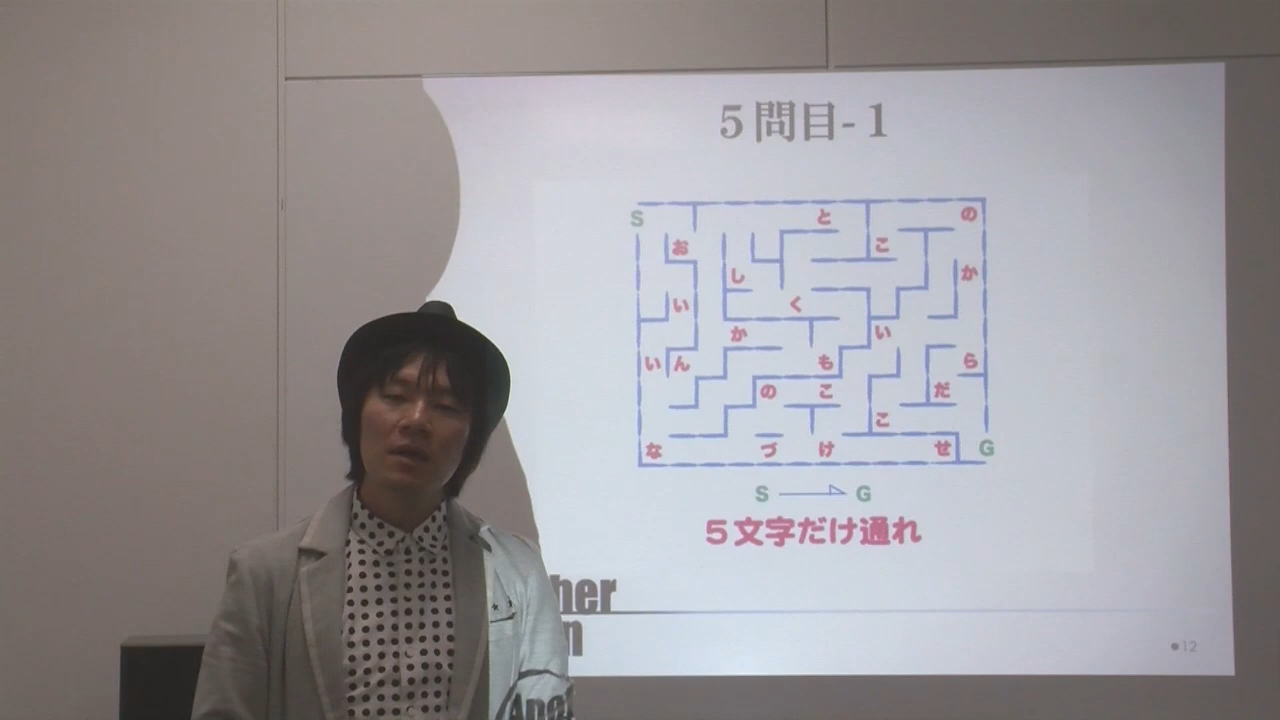 5問目-1
S と の
お こ
し か
い く
か い
い ん も ら
の こ だ
こ
な づ け せ G
S G
5文字だけ通れ
her
n
12